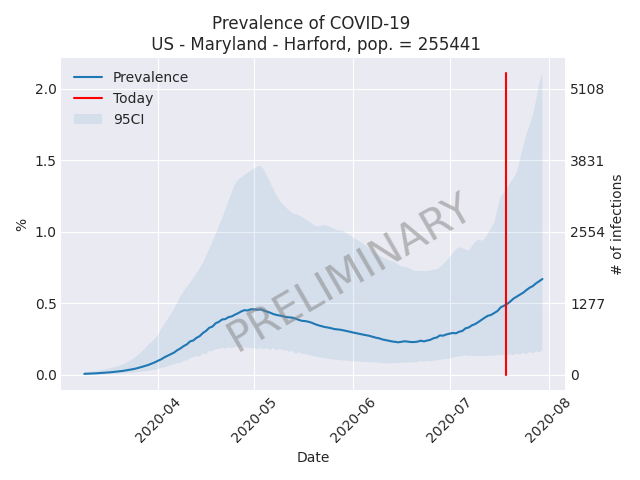 Prevalence of COVID-19
US - Maryland - Harford, pop. = 255441
Prevalence
Today
95CI
2.0
1.5
1.0
0.5
0.0
%
5108
3831
2554
1277
0
# of infections
PRELIMINARY
2020-04
2020-05
2020-06
2020-07
2020-08
Date